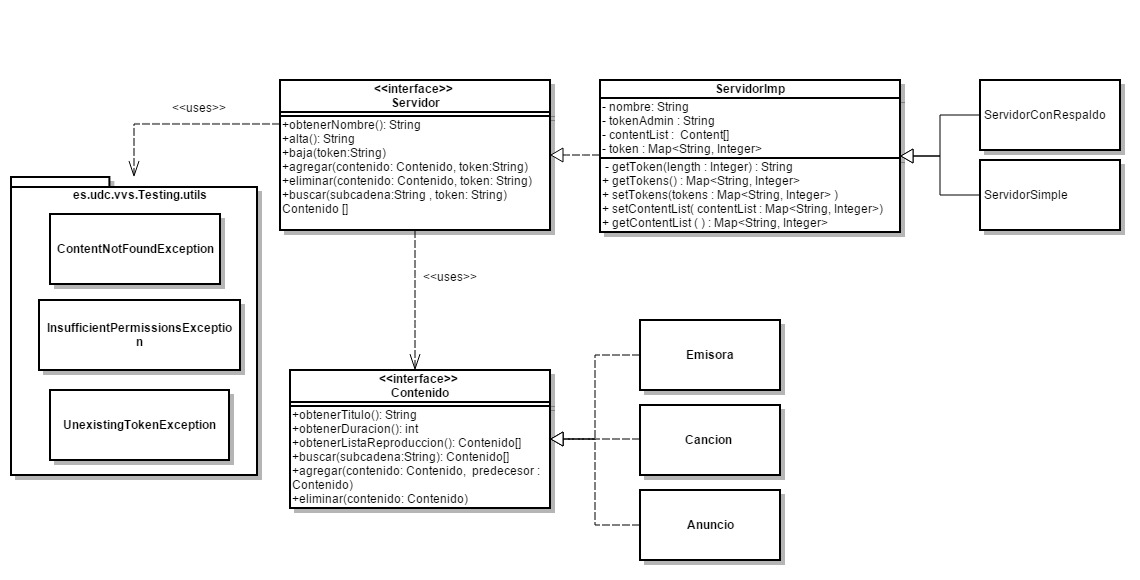 <<uses>>
es.udc.vvs.Testing.utils
ContentNotFoundException
InsufficientPermissionsExceptio
n
UnexistingTokenException
<<interface>>
Servidor
+obtenerNombre(): String
+alta(): String
+baja(token:String)
+agregar(contenido: Contenido, token:String)
+eliminar(contenido: Contenido, token: String)
+buscar(subcadena:String , token: String)
Contenido []
ServidorImp
- nombre: String
- tokenAdmin : String
- contentList : Content[]
- token : Map<String, Integer>
- getToken(length : Integer) : String
+ getTokens() : Map<String, Integer>
+ setTokens(tokens : Map<String, Integer> )
+ setContentList( contentList : Map<String, Integer>)
+ getContentList ( ) : Map<String, Integer>
ServidorConRespaldo
ServidorSimple
<<uses>>
<<interface>>
Contenido
+obtenerTitulo(): String
+obtenerDuracion(): int
+obtenerListaReproduccion(): Contenido[]
+buscar(subcadena:String): Contenido[]
+agregar(contenido: Contenido, predecesor :
Contenido)
+eliminar(contenido: Contenido)
Emisora
Cancion
Anuncio